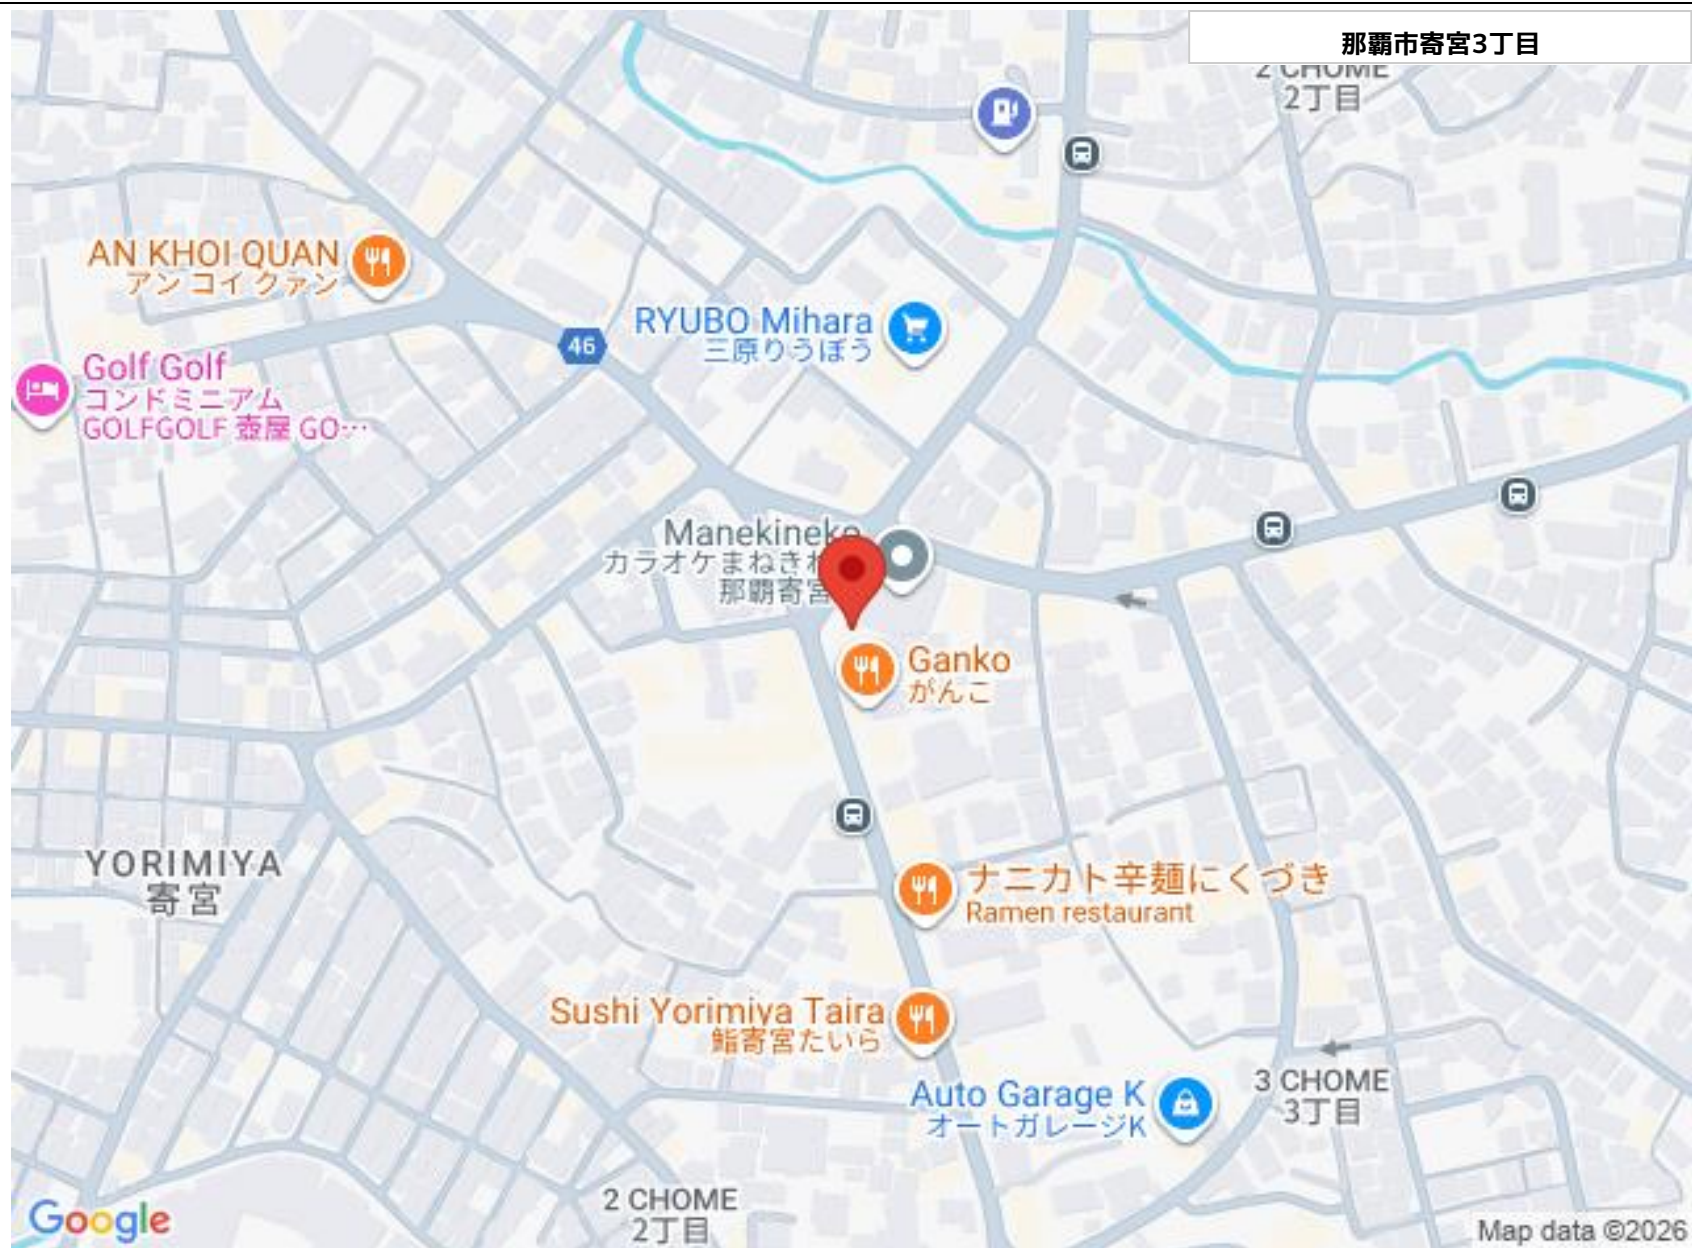 那覇市寄宮3丁目
2 CHOME
2丁目
AN KHOI QUAN
アン コイ クァン
46
RYUBO Mihara
三原りうぼう
Golf Golf
コンドミニアム
GOLFGOLF 壺屋 GO…
Manekineko
カラオケまねきね
那覇寄宮
Ganko
がんこ
YORIMIYA
寄宮
ナニカト辛麺にくづき
Ramen restaurant
Sushi Yorimiya Taira
鮨寄宮たいら
Auto Garage K
オートガレージK
3 CHOME
3丁目
2 CHOME
2丁目
Google
Map data ©2026